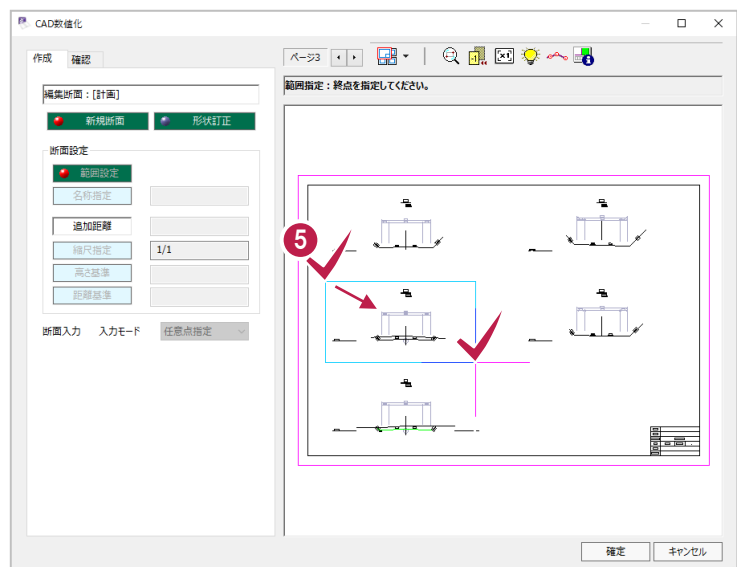 CAD数値化
作成
確認
編集断面：[計画]
新規断面
形状訂正
断面設定
範囲設定
名称指定
追加距離
縮尺指定
1/1
高さ基準
距離基準
断面入力
入力モード
任意点指定
ページ3
範囲指定：終点を指定してください。
5
確定
キャンセル